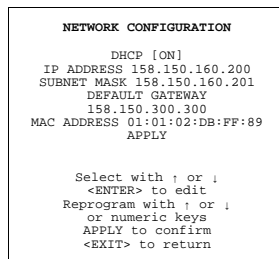 NETWORK CONFIGURATION
DHCP [ON]
IP ADDRESS 158.150.160.200
SUBNET MASK 158.150.160.201
DEFAULT GATEWAY
158.150.300.300
MAC ADDRESS 01:01:02:DB:FF:89
APPLY
Select with ↑ or ↓
<ENTER> to edit
Reprogram with ↑ or ↓
or numeric keys
APPLY to confirm
<EXIT> to return